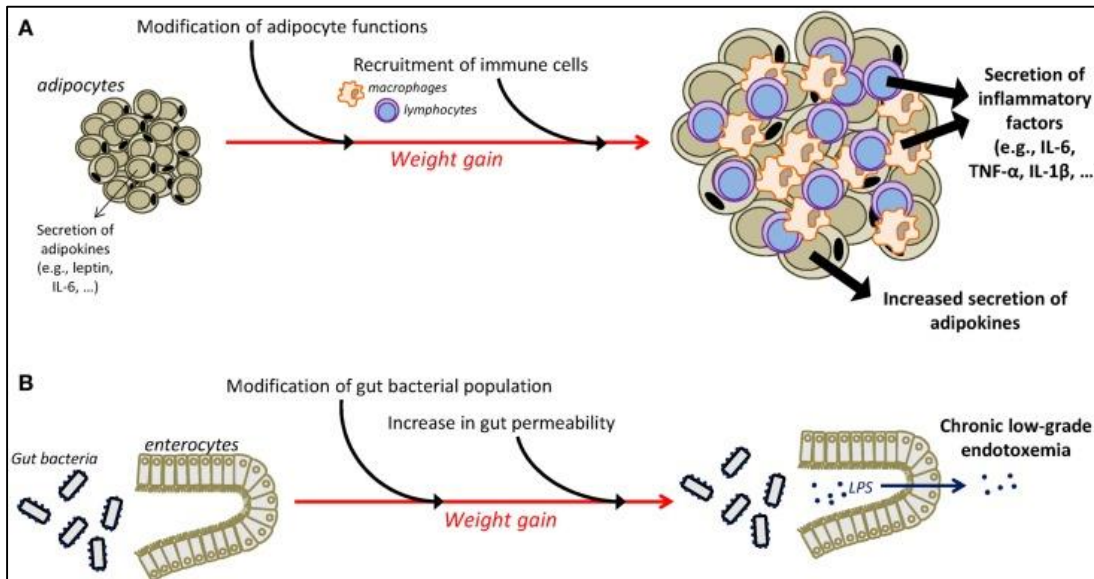 A
Modification of adipocyte functions
Recruitment of immune cells
macrophages
lymphocytes
adipocytes
Weight gain
Secretion of
adipokines
(e.g., leptin,
IL-6, ...)
Secretion of
inflammatory
factors
(e.g., IL-6,
TNF-α, IL-1β, ...
Increased secretion of
adipokines
B
Modification of gut bacterial population
Increase in gut permeability
enterocytes
Gut bacteria
Weight gain
LPS
Chronic low-grade
endotoxemia